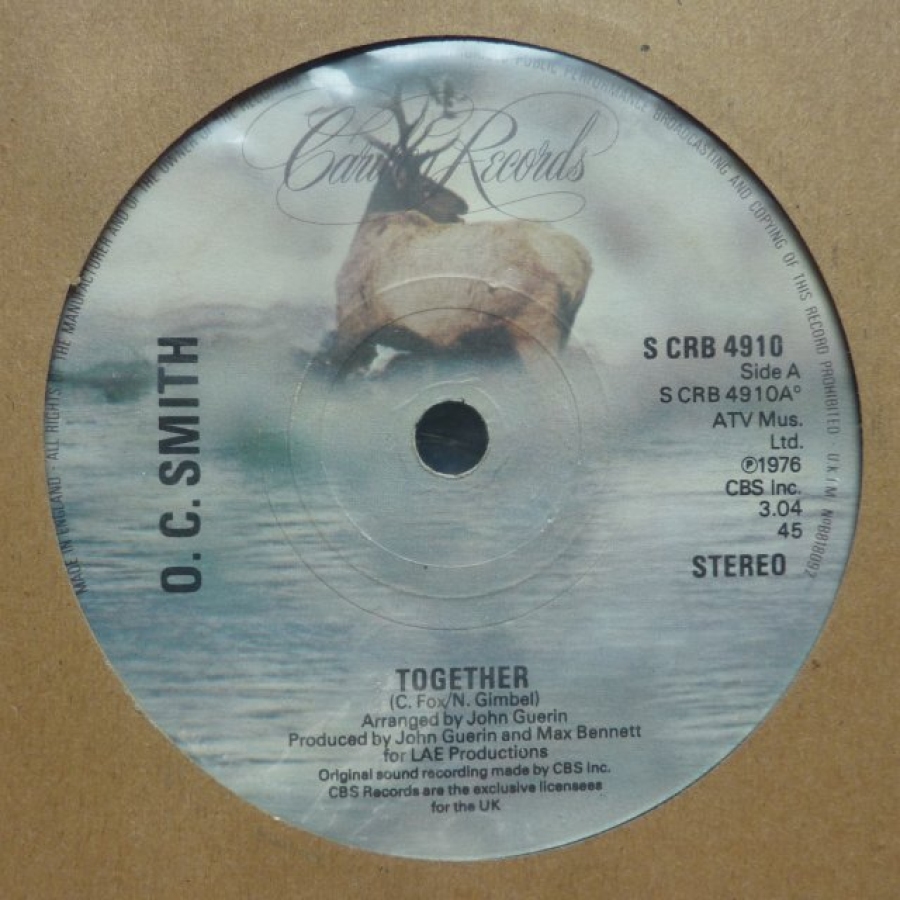 Caribou Records
O. C. SMITH
S CRB 4910
Side A
S CRB 4910A°
ATV Mus.
Ltd.
℗1976
CBS Inc.
3.04
45
STEREO
TOGETHER
(C. Fox/N. Gimbel)
Arranged by John Guerin
Produced by John Guerin and Max Bennett
for LAE Productions
Original sound recording made by CBS Inc.
CBS Records are the exclusive licensees
for the UK
MADE IN ENGLAND - ALL RIGHTS OF THE MANUFACTURER AND OF THE OWNER OF THE PUBLIC PERFORMANCE BROADCASTING AND COPYING OF THIS RECORD PROHIBITED